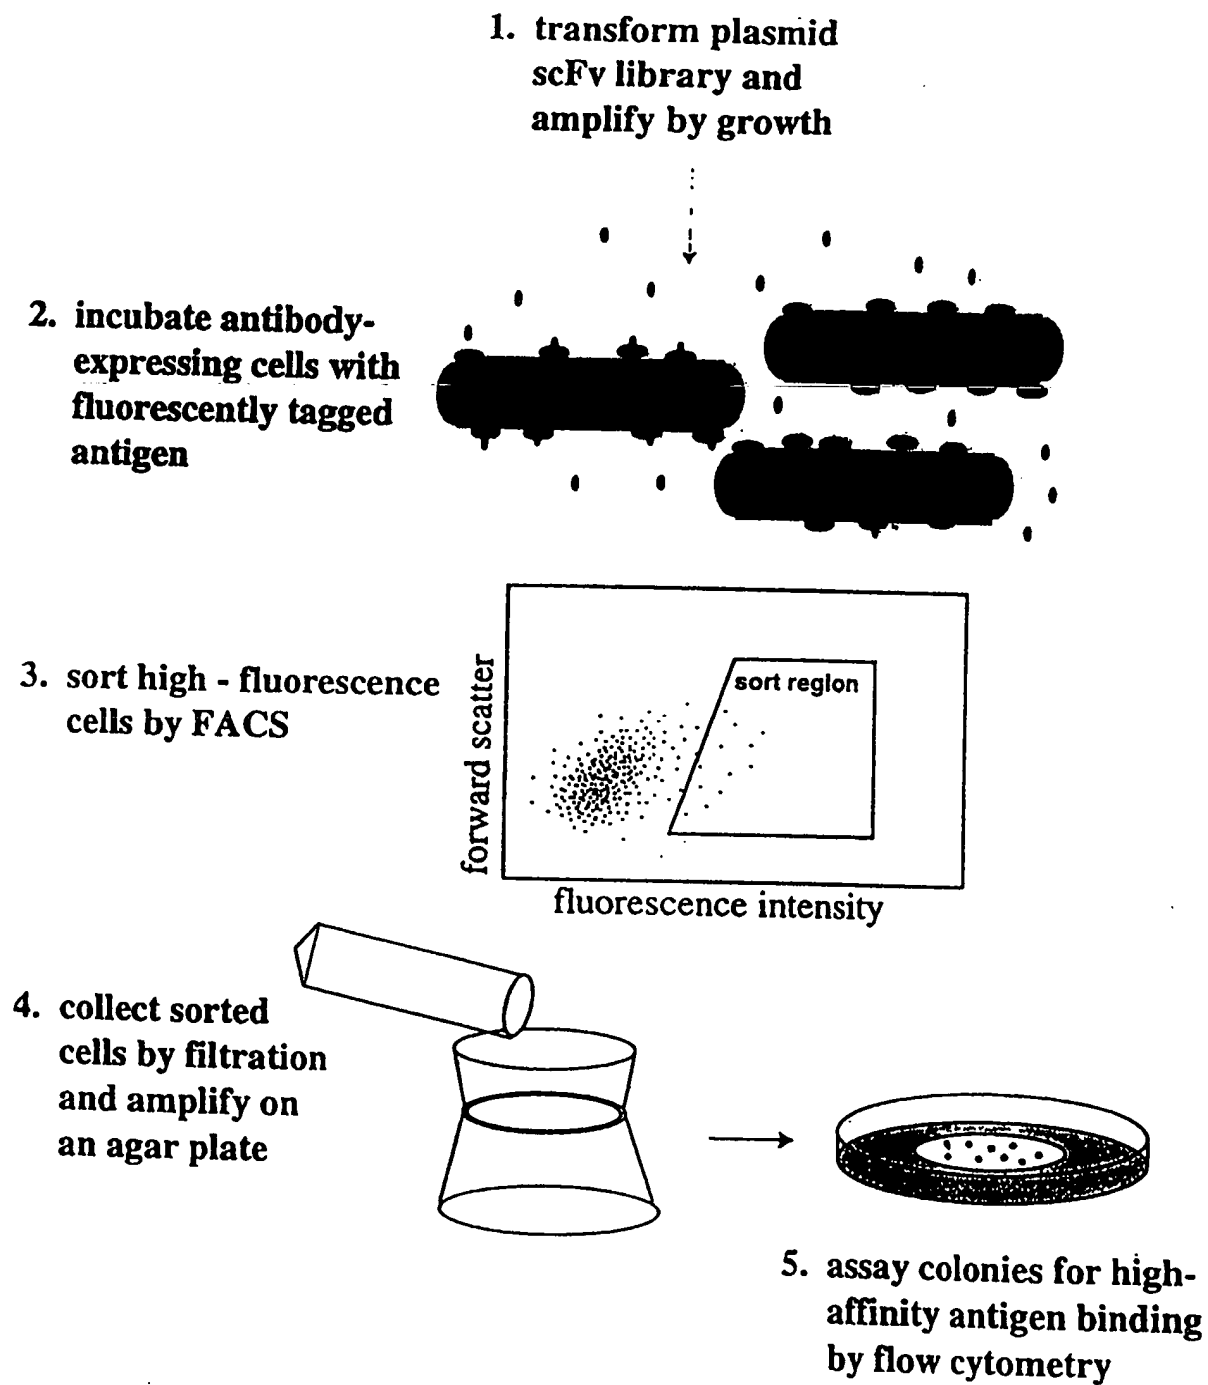 1. transform plasmid
scFv library and
amplify by growth
2. incubate antibody-
expressing cells with
fluorescently tagged
antigen
3. sort high - fluorescence
cells by FACS
forward scatter
sort region
fluorescence intensity
4. collect sorted
cells by filtration
and amplify on
an agar plate
5. assay colonies for high-
affinity antigen binding
by flow cytometry